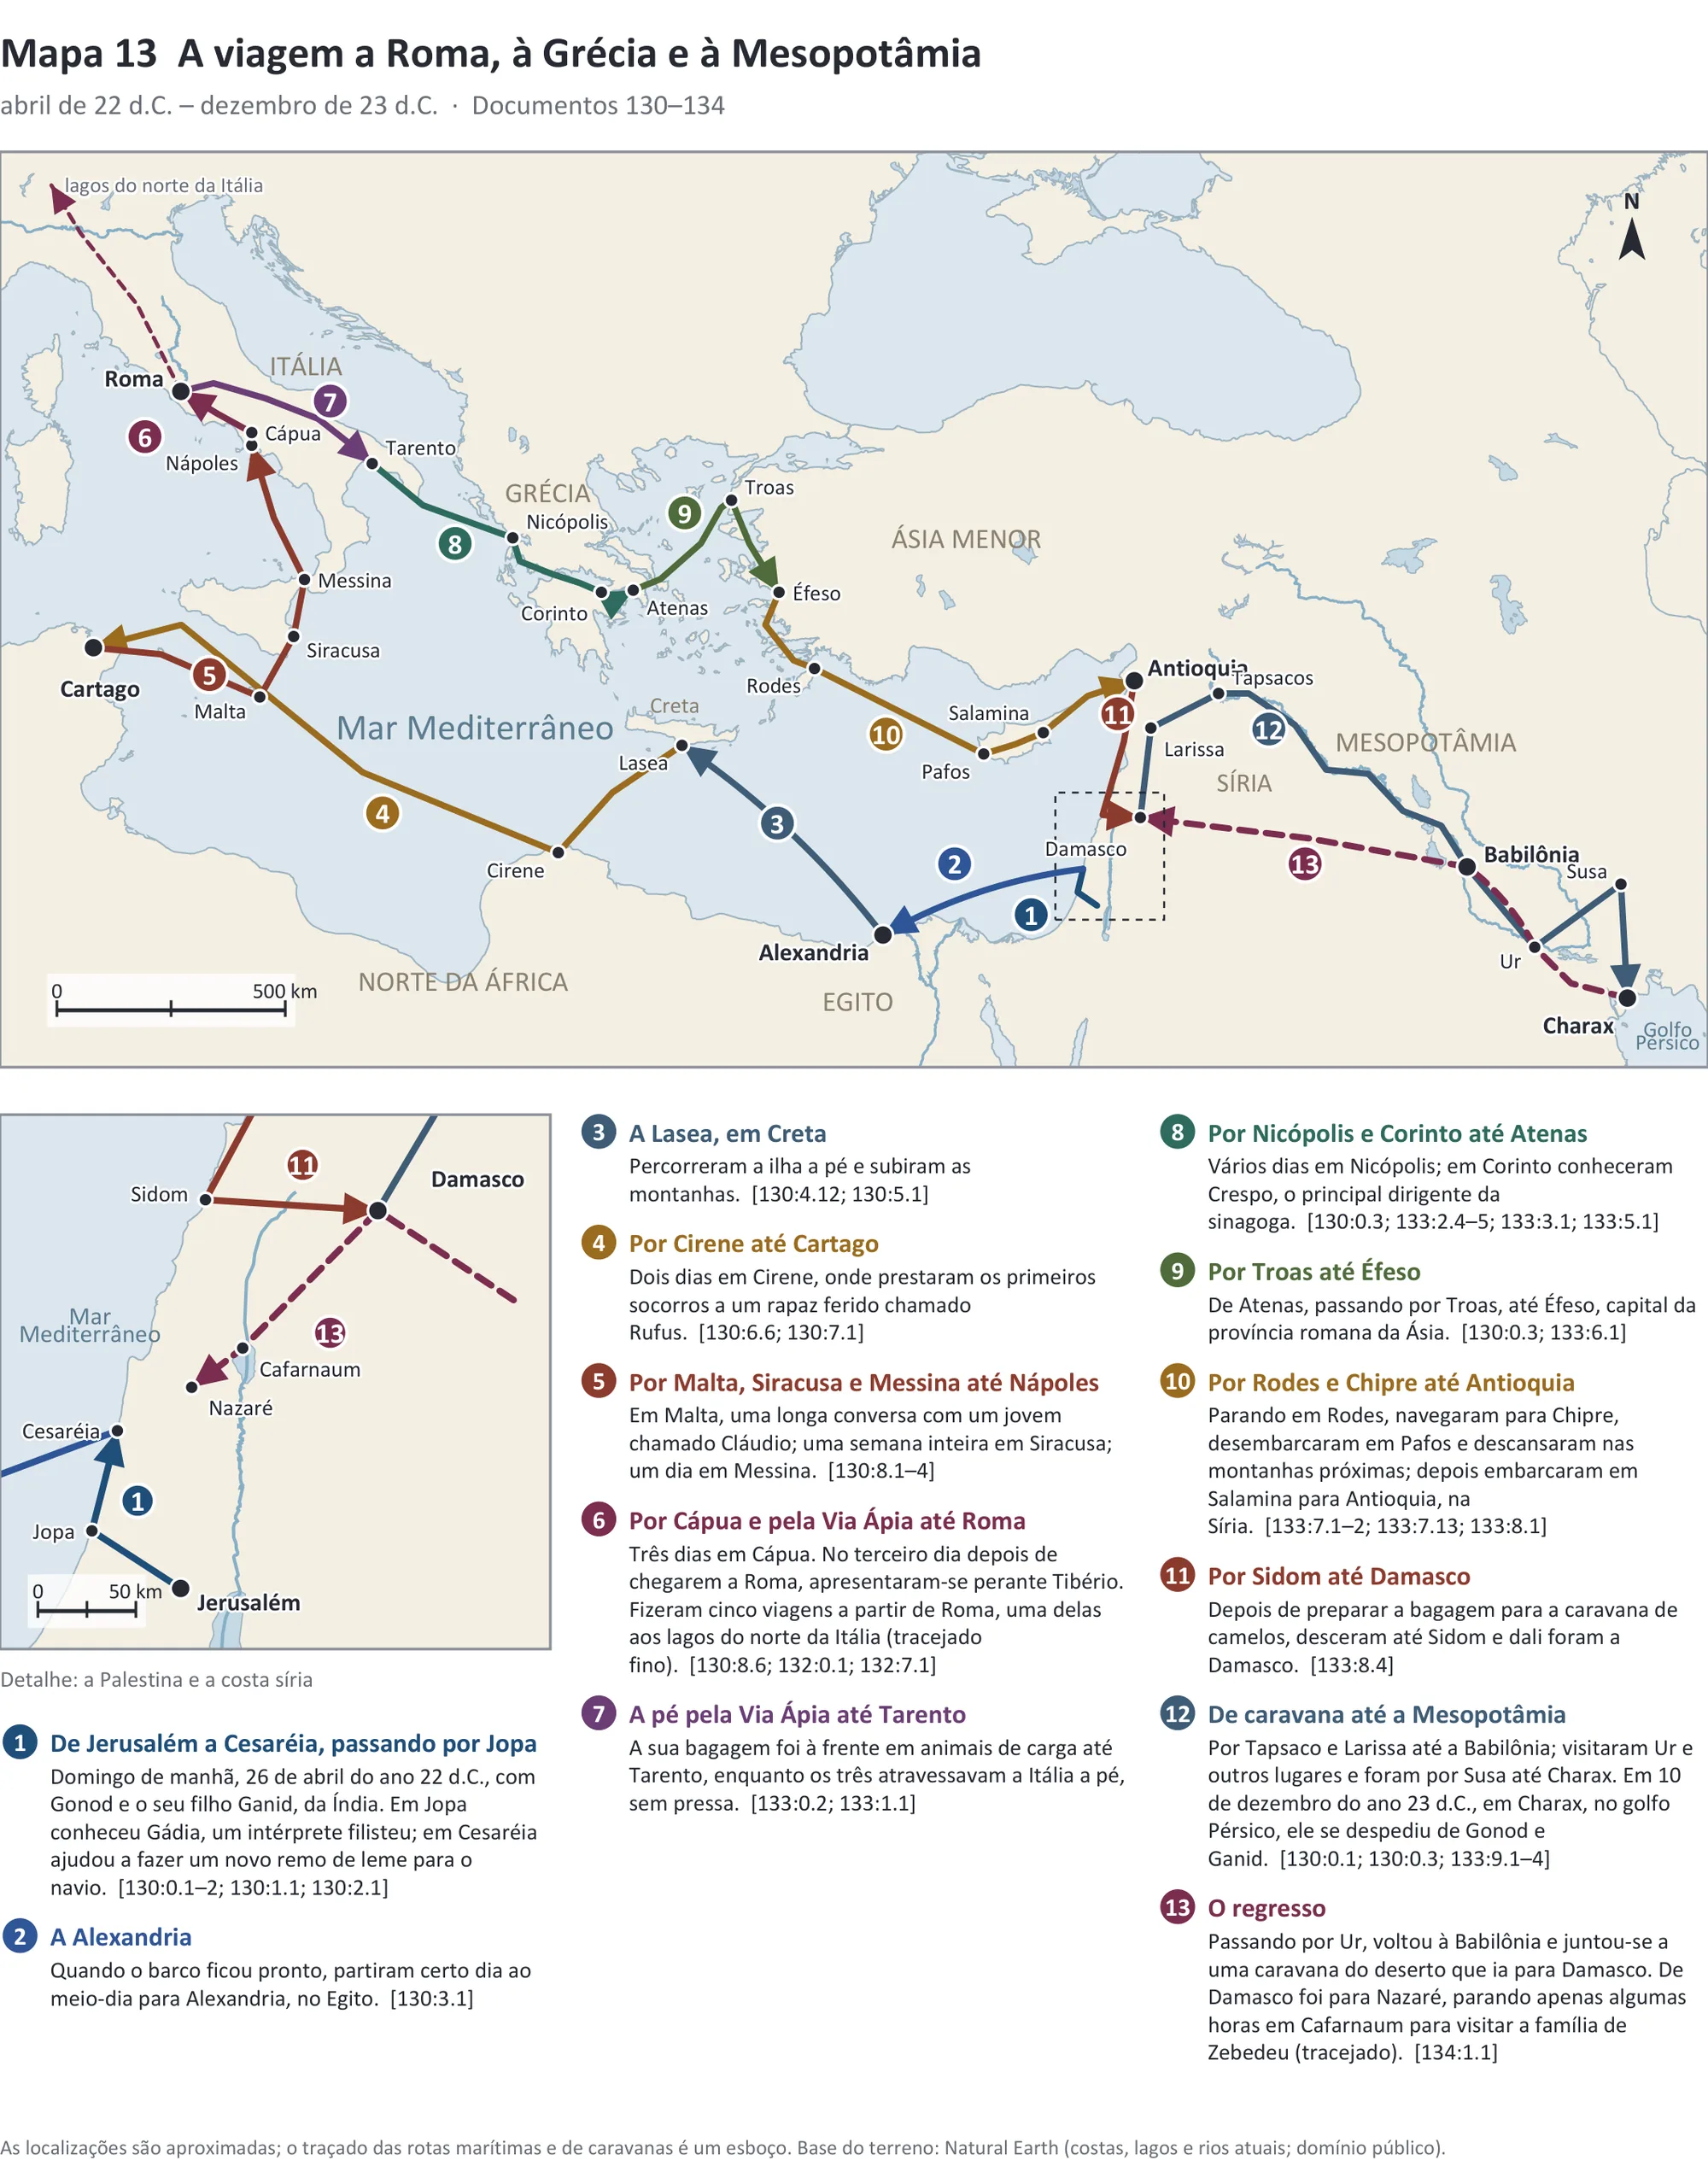 Mapa 13 A viagem a Roma, à Grécia e à Mesopotâmia
abril de 22 d.C. – dezembro de 23 d.C. · Documentos 130–134
lagos do norte da Itália
N
ITÁLIA
Roma
7
6
Cápua
Nápoles
Tarento
GRÉCIA
Nicópolis
8
9
Troas
ÁSIA MENOR
Messina
Corinto
Atenas
Éfeso
Siracusa
Cartago
5
Malta
Mar Mediterrâneo
Creta
Lasea
Rodes
10
Salamina
Pafos
Antioquia
Tapsacos
11
12
Larissa
MESOPOTÂMIA
SÍRIA
4
3
Cirene
2
Damasco
1
13
Babilônia
Susa
Alexandria
Ur
Charax
Golfo
Pérsico
NORTE DA ÁFRICA
EGITO
0 500 km
Sidom
11
Damasco
Mar
Mediterrâneo
13
Cafarnaum
Nazaré
Cesaréia
1
Jopa
0 50 km
Jerusalém
Detalhe: a Palestina e a costa síria
1 De Jerusalém a Cesaréia, passando por Jopa
Domingo de manhã, 26 de abril do ano 22 d.C., com
Gonod e o seu filho Ganid, da Índia. Em Jopa
conheceu Gádia, um intérprete filisteu; em Cesaréia
ajudou a fazer um novo remo de leme para o
navio. [130:0.1–2; 130:1.1; 130:2.1]
2 A Alexandria
Quando o barco ficou pronto, partiram certo dia ao
meio-dia para Alexandria, no Egito. [130:3.1]
3 A Lasea, em Creta
Percorreram a ilha a pé e subiram as
montanhas. [130:4.12; 130:5.1]
4 Por Cirene até Cartago
Dois dias em Cirene, onde prestaram os primeiros
socorros a um rapaz ferido chamado
Rufus. [130:6.6; 130:7.1]
5 Por Malta, Siracusa e Messina até Nápoles
Em Malta, uma longa conversa com um jovem
chamado Cláudio; uma semana inteira em Siracusa;
um dia em Messina. [130:8.1–4]
6 Por Cápua e pela Via Ápia até Roma
Três dias em Cápua. No terceiro dia depois de
chegarem a Roma, apresentaram-se perante Tibério.
Fizeram cinco viagens a partir de Roma, uma delas
aos lagos do norte da Itália (tracejado
fino). [130:8.6; 132:0.1; 132:7.1]
7 A pé pela Via Ápia até Tarento
A sua bagagem foi à frente em animais de carga até
Tarento, enquanto os três atravessavam a Itália a pé,
sem pressa. [133:0.2; 133:1.1]
8 Por Nicópolis e Corinto até Atenas
Vários dias em Nicópolis; em Corinto conheceram
Crespo, o principal dirigente da
sinagoga. [130:0.3; 133:2.4–5; 133:3.1; 133:5.1]
9 Por Troas até Éfeso
De Atenas, passando por Troas, até Éfeso, capital da
província romana da Ásia. [130:0.3; 133:6.1]
10 Por Rodes e Chipre até Antioquia
Parando em Rodes, navegaram para Chipre,
desembarcaram em Pafos e descansaram nas
montanhas próximas; depois embarcaram em
Salamina para Antioquia, na
Síria. [133:7.1–2; 133:7.13; 133:8.1]
11 Por Sidom até Damasco
Depois de preparar a bagagem para a caravana de
camelos, desceram até Sidom e dali foram a
Damasco. [133:8.4]
12 De caravana até a Mesopotâmia
Por Tapsaco e Larissa até a Babilônia; visitaram Ur e
outros lugares e foram por Susa até Charax. Em 10
de dezembro do ano 23 d.C., em Charax, no golfo
Pérsico, ele se despediu de Gonod e
Ganid. [130:0.1; 130:0.3; 133:9.1–4]
13 O regresso
Passando por Ur, voltou à Babilônia e juntou-se a
uma caravana do deserto que ia para Damasco. De
Damasco foi para Nazaré, parando apenas algumas
horas em Cafarnaum para visitar a família de
Zebedeu (tracejado). [134:1.1]
As localizações são aproximadas; o traçado das rotas marítimas e de caravanas é um esboço. Base do terreno: Natural Earth (costas, lagos e rios atuais; domínio público).